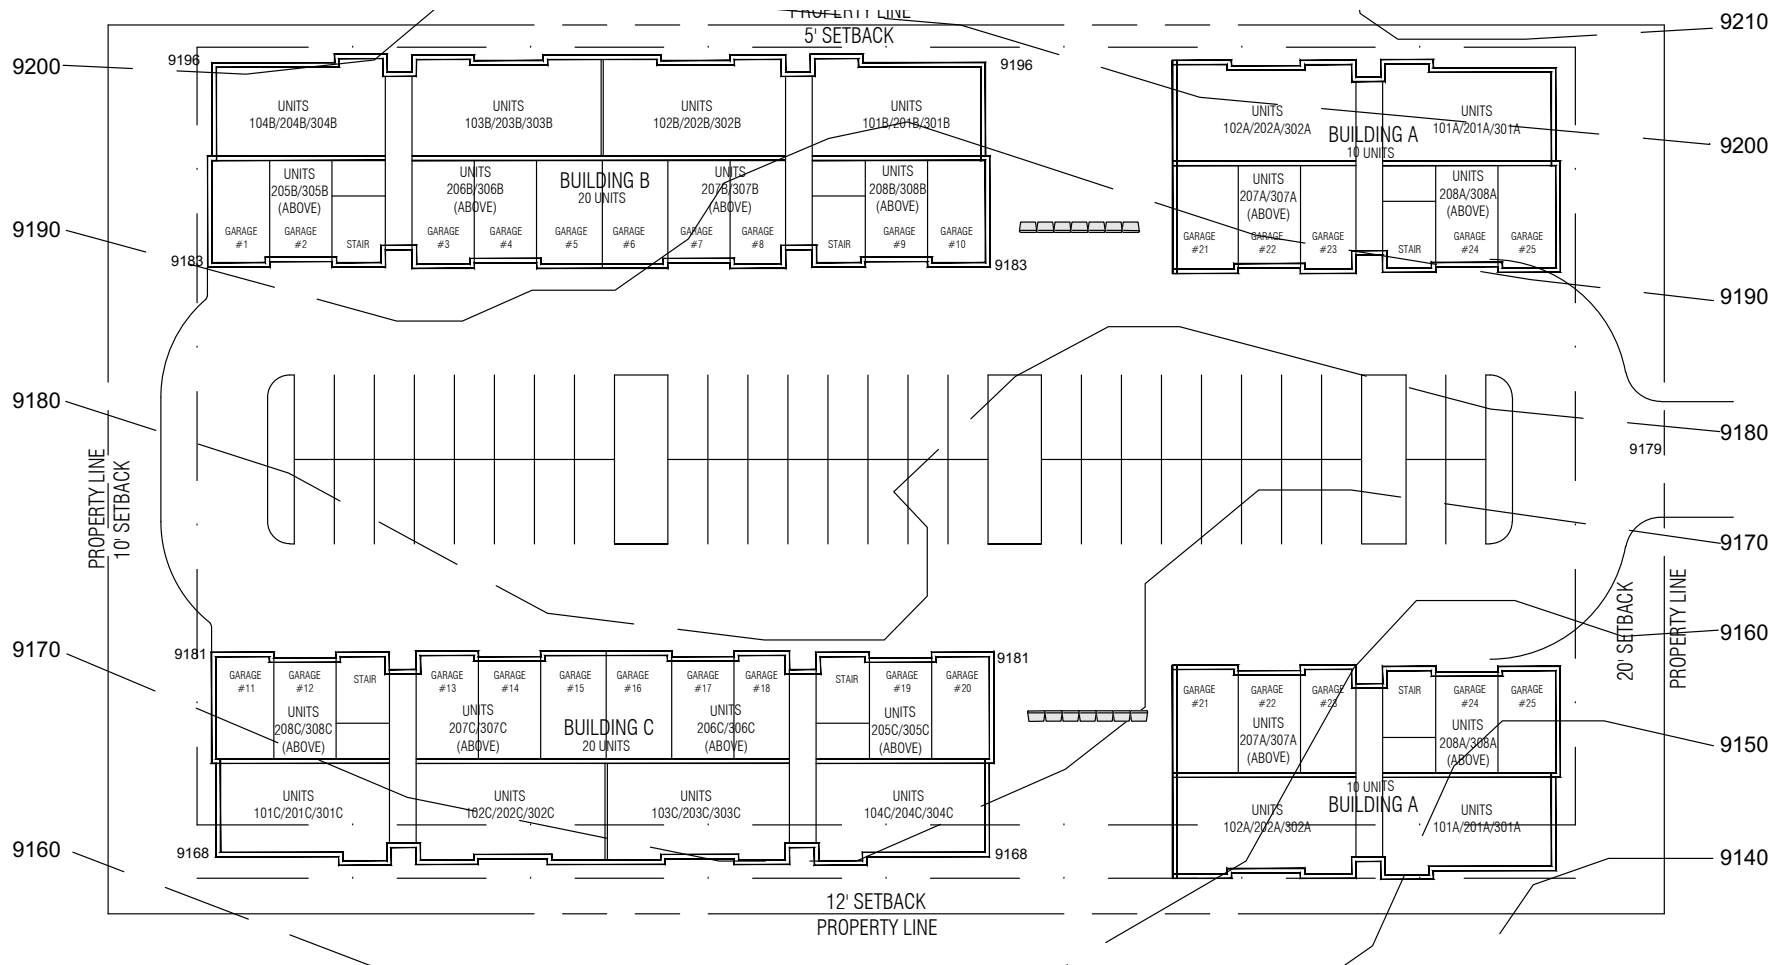 PROPERTY LINE
5' SETBACK
9210
9200
9196
9196
UNITS
104B/204B/304B
UNITS
103B/203B/303B
UNITS
102B/202B/302B
UNITS
101B/201B/301B
UNITS
102A/202A/302A
BUILDING A
10 UNITS
UNITS
101A/201A/301A
9200
UNITS
205B/305B
(ABOVE)
UNITS
206B/306B
(ABOVE)
BUILDING B
20 UNITS
UNITS
207B/307B
(ABOVE)
UNITS
208B/308B
(ABOVE)
UNITS
207A/307A
(ABOVE)
UNITS
208A/308A
(ABOVE)
9190
GARAGE
#1
GARAGE
#2
STAIR
GARAGE
#3
GARAGE
#4
GARAGE
#5
GARAGE
#6
GARAGE
#7
GARAGE
#8
STAIR
GARAGE
#9
GARAGE
#10
GARAGE
#21
GARAGE
#22
GARAGE
#23
STAIR
GARAGE
#24
GARAGE
#25
9183
9183
9190
9180
9180
9179
PROPERTY LINE
10' SETBACK
9170
20' SETBACK
PROPERTY LINE
9160
9170
9181
9181
GARAGE
#11
GARAGE
#12
STAIR
GARAGE
#13
GARAGE
#14
GARAGE
#15
GARAGE
#16
GARAGE
#17
GARAGE
#18
STAIR
GARAGE
#19
GARAGE
#20
GARAGE
#21
GARAGE
#22
GARAGE
#23
STAIR
GARAGE
#24
GARAGE
#25
UNITS
208C/308C
(ABOVE)
UNITS
207C/307C
(ABOVE)
BUILDING C
20 UNITS
UNITS
206C/306C
(ABOVE)
UNITS
205C/305C
(ABOVE)
UNITS
207A/307A
(ABOVE)
UNITS
208A/308A
(ABOVE)
9150
UNITS
101C/201C/301C
UNITS
102C/202C/302C
UNITS
103C/203C/303C
UNITS
104C/204C/304C
UNITS
102A/202A/302A
10 UNITS
BUILDING A
UNITS
101A/201A/301A
9160
9168
9168
9140
12' SETBACK
PROPERTY LINE